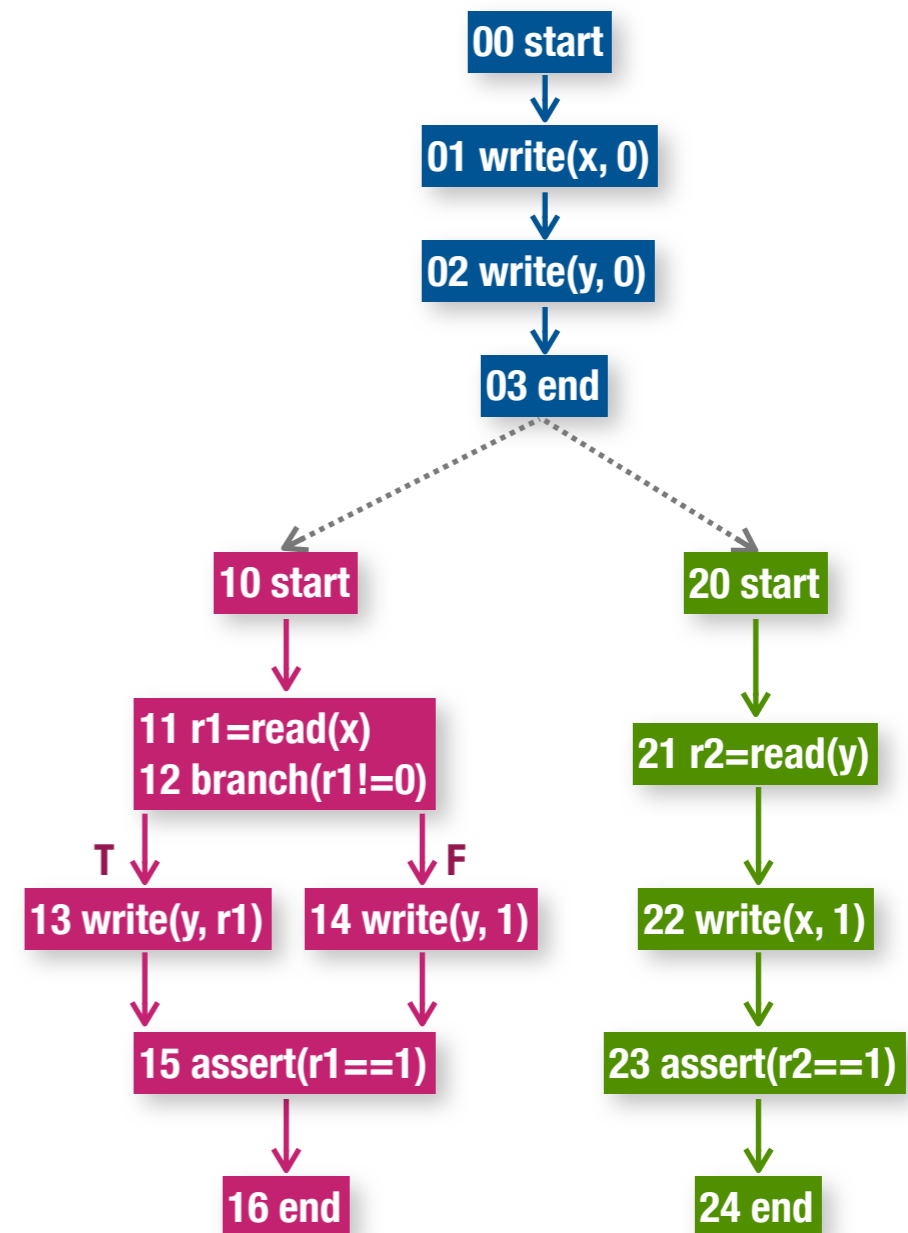 00 start
01 write(x, 0)
02 write(y, 0)
03 end
10 start
20 start
11 r1=read(x)
12 branch(r1!=0)
21 r2=read(y)
T
F
13 write(y, r1)
14 write(y, 1)
22 write(x, 1)
15 assert(r1==1)
23 assert(r2==1)
16 end
24 end